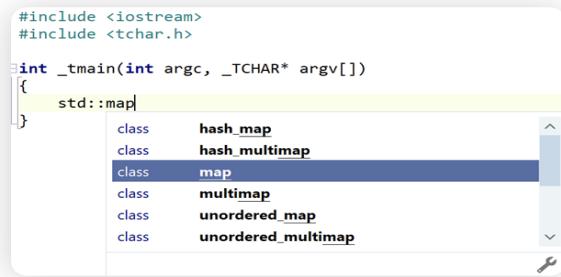 #include <iostream>
#include <tchar.h>
int _tmain(int argc, _TCHAR* argv[])
{
std::map
}
class hash_map
class hash_multimap
class map
class multimap
class unordered_map
class unordered_multimap